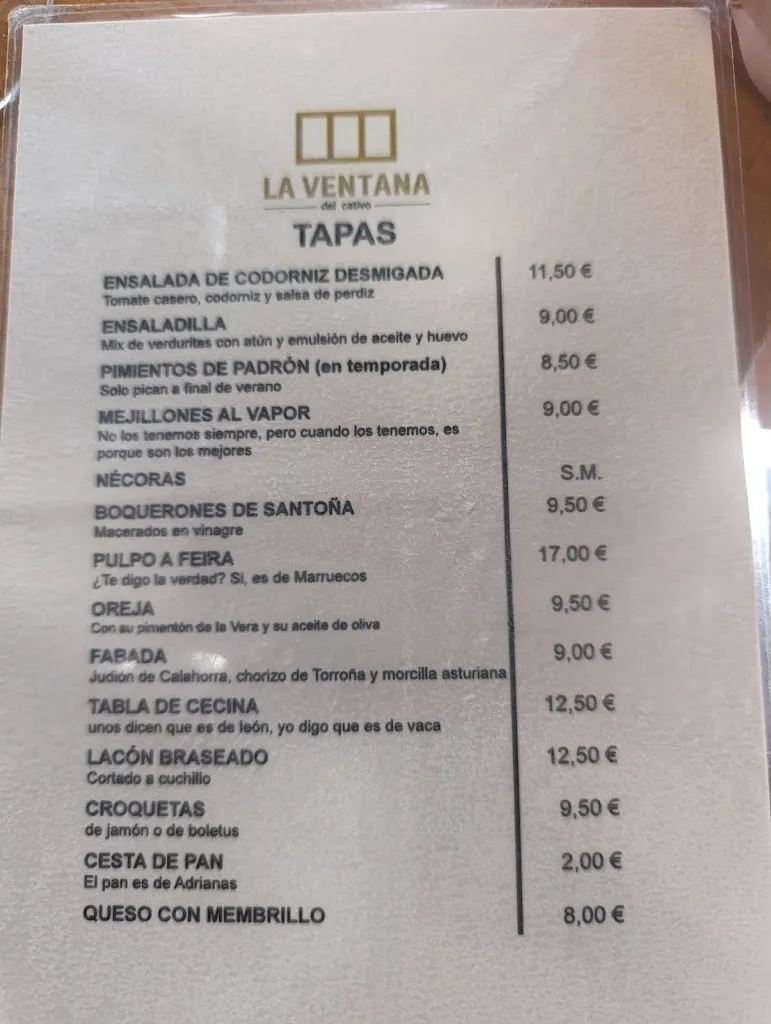 LA VENTANA
del cativo
TAPAS
ENSALADA DE CODORNIZ DESMIGADA 11,50 €
Tomate casero, codorniz y salsa de perdiz
ENSALADILLA 9,00 €
Mix de verduritas con atún y emulsión de aceite y huevo
PIMIENTOS DE PADRÓN (en temporada) 8,50 €
Solo pican a final de verano
MEJILLONES AL VAPOR 9,00 €
No los tenemos siempre, pero cuando los tenemos, es
porque son los mejores
NÉCORAS S.M.
BOQUERONES DE SANTOÑA 9,50 €
Macerados en vinagre
PULPO A FEIRA 17,00 €
¿Te digo la verdad? Si, es de Marruecos
OREJA 9,50 €
Con su pimentón de la Vera y su aceite de oliva
FABADA 9,00 €
Judión de Calahorra, chorizo de Torroña y morcilla asturiana
TABLA DE CECINA 12,50 €
unos dicen que es de león, yo digo que es de vaca
LACÓN BRASEADO 12,50 €
Cortado a cuchillo
CROQUETAS 9,50 €
de jamón o de boletus
CESTA DE PAN 2,00 €
El pan es de Adrianas
QUESO CON MEMBRILLO 8,00 €